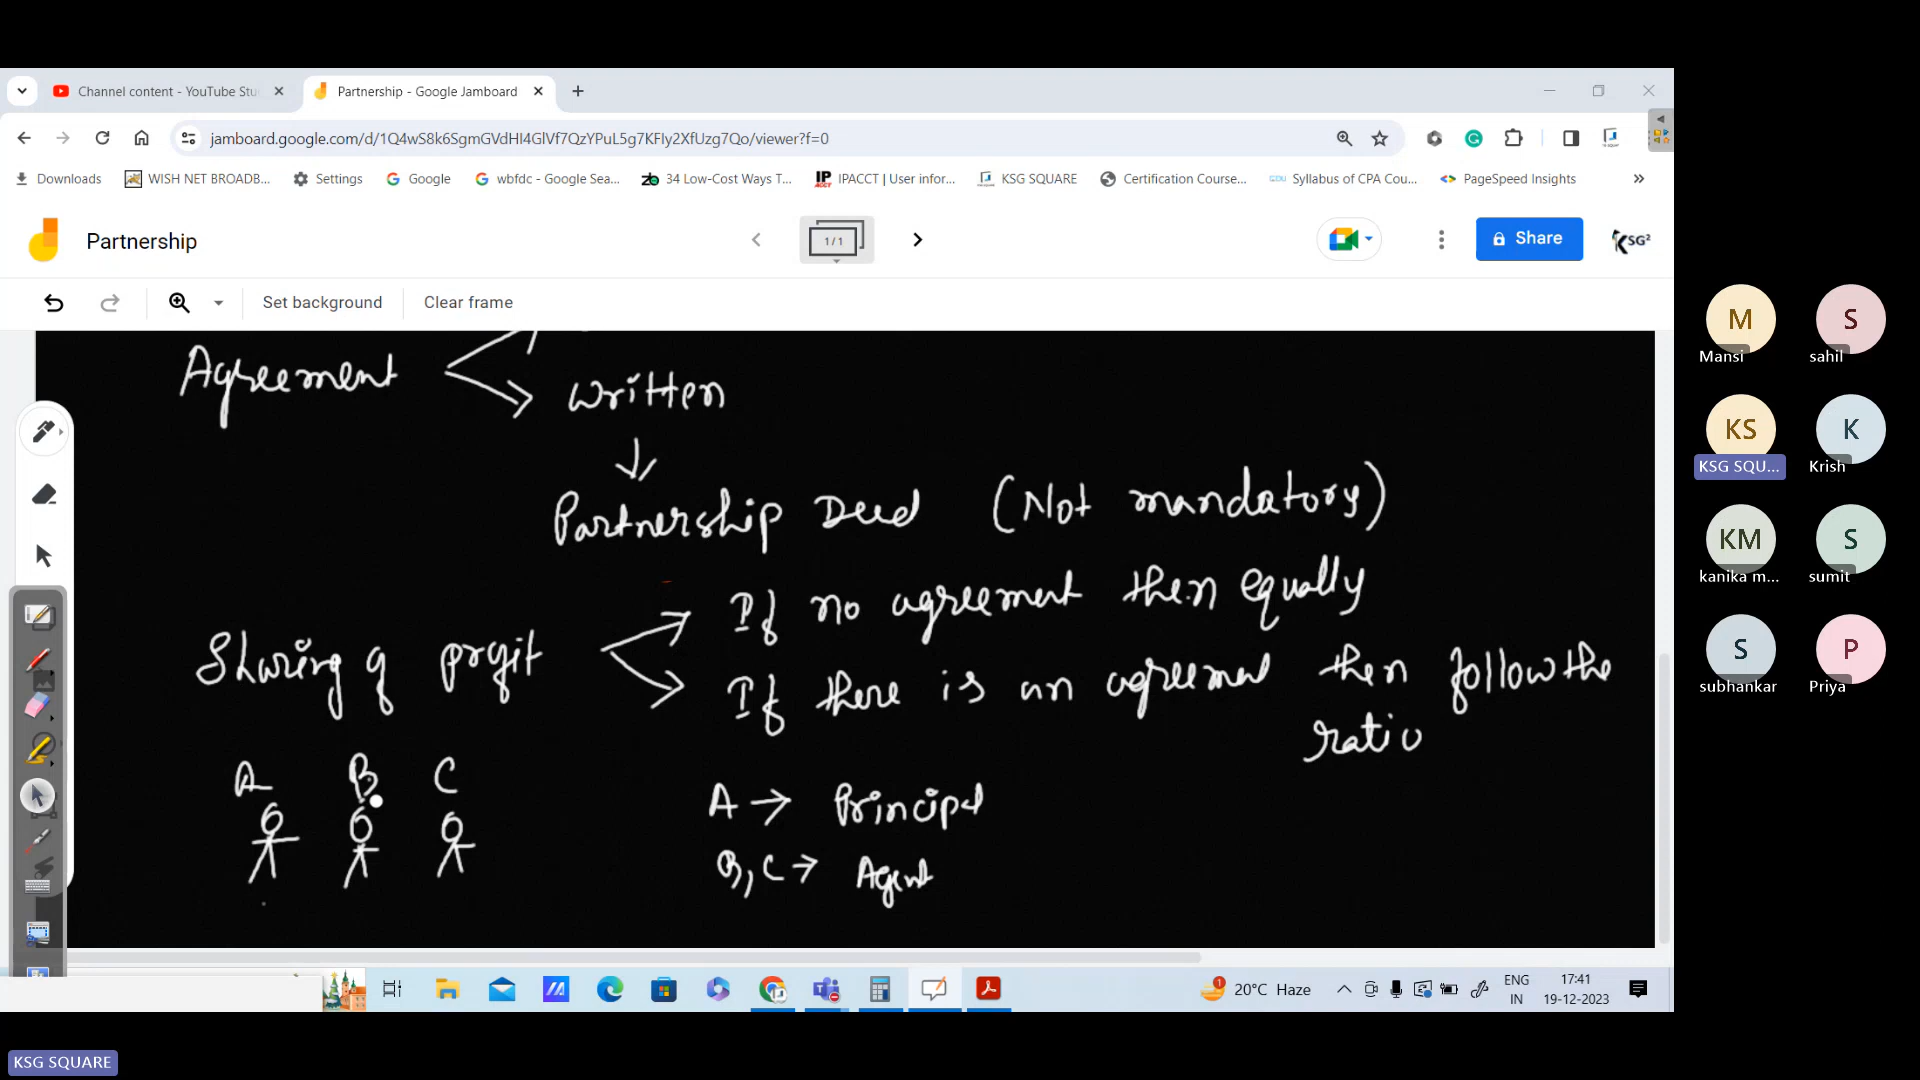 Channel content - YouTube Stu
Partnership - Google Jamboard
jamboard.google.com/d/1Q4wS8k6SgmGVdHI4GlVf7QzYPuL5g7KFIy2XfUzg7Qo/viewer?f=0
Downloads WISH NET BROADB... Settings Google wbfdc - Google Sea... 34 Low-Cost Ways T... IPACCT | User infor... KSG SQUARE Certification Course... Syllabus of CPA Cou... PageSpeed Insights
Partnership
1 / 1
Share
KSG²
Set background Clear frame
Agreement
written
Partnership Deed (Not mandatory)
If no agreement then equally
Sharing of profit
If there is an agreement then follow the
ratio
A B C
A → Principal
B, C → Agent
M S
Mansi sahil
KS K
KSG SQU... Krish
KM S
kanika m... sumit
S P
subhankar Priya
1 20°C Haze
ENG
IN
17:41
19-12-2023
KSG SQUARE